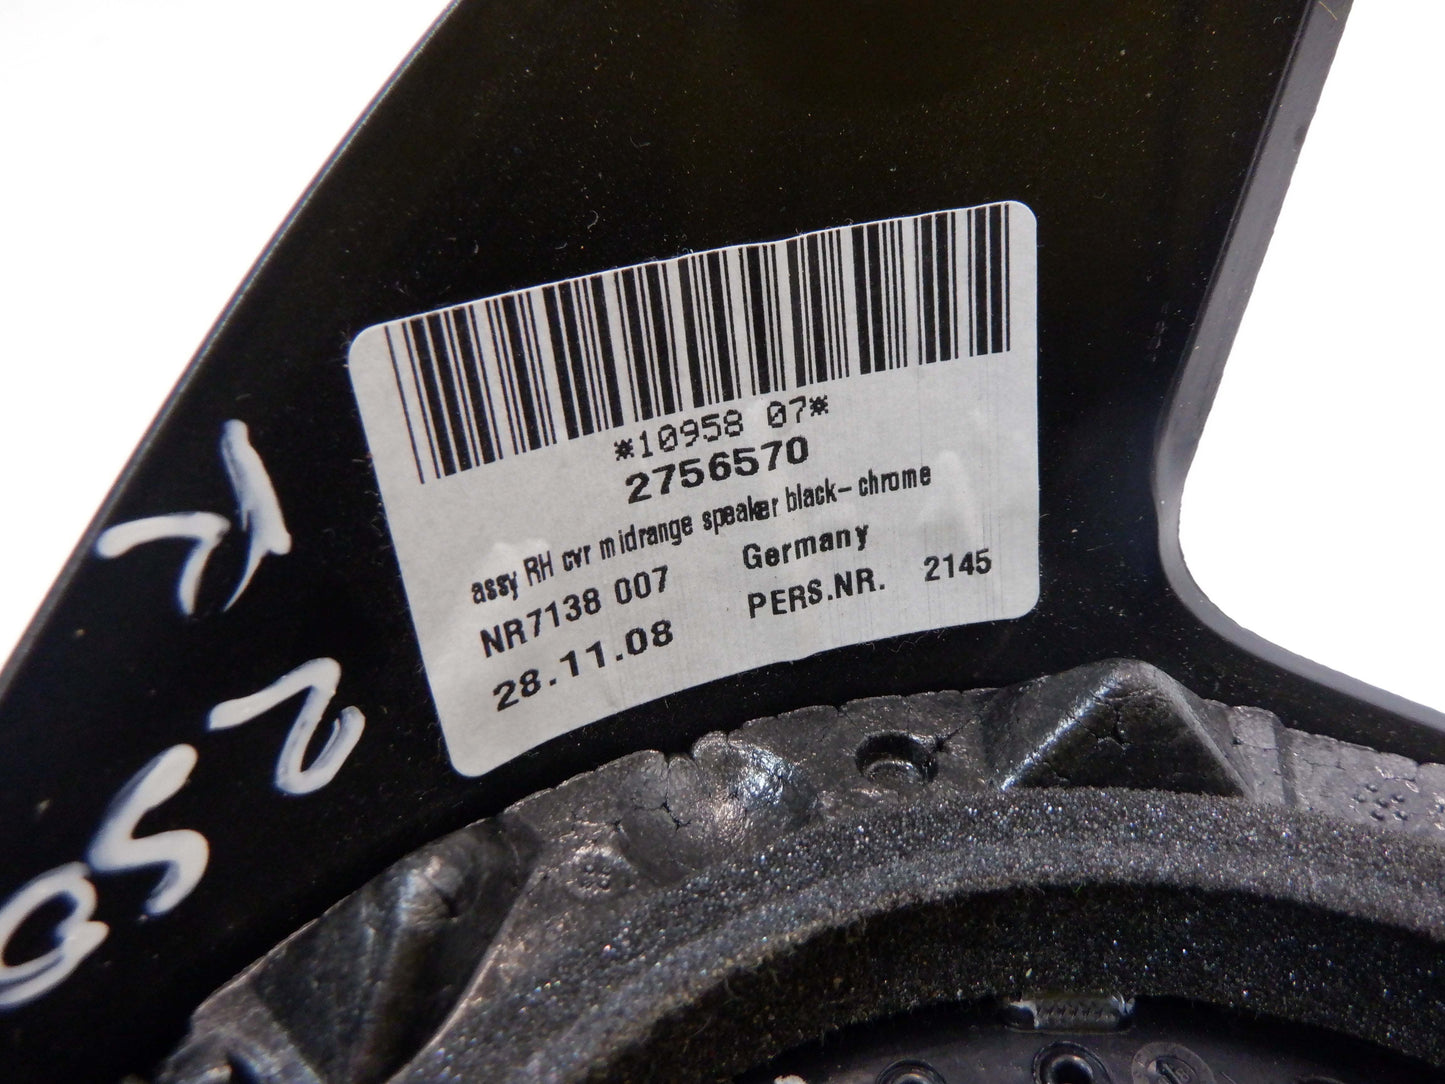 *10958 07*
2756570
assy RH cvr midrange speaker black-chrome
NR7138 007 Germany
28.11.08 PERS.NR. 2145